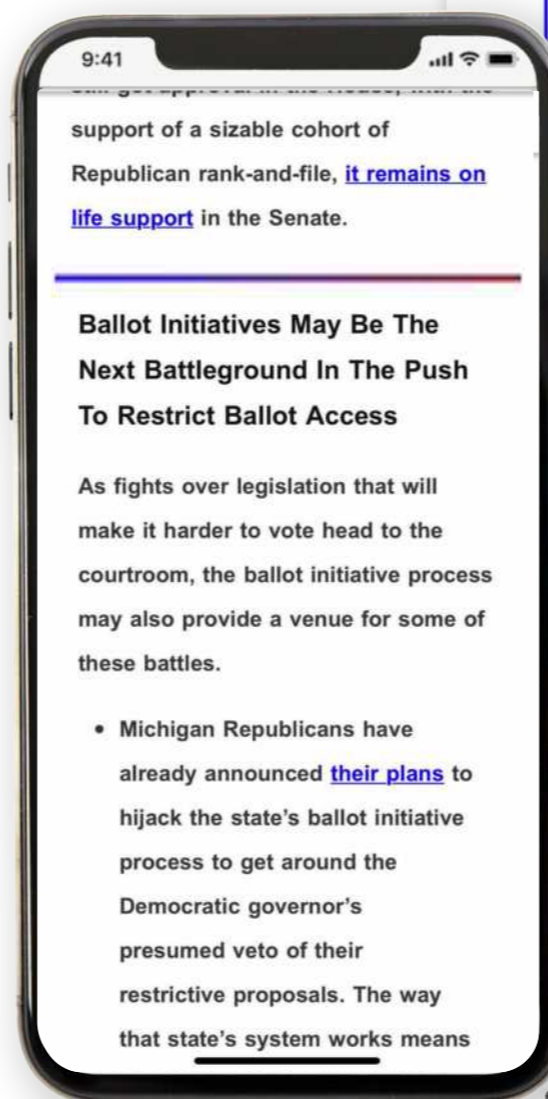 9:41
support of a sizable cohort of
Republican rank-and-file, it remains on
life support in the Senate.
Ballot Initiatives May Be The
Next Battleground In The Push
To Restrict Ballot Access
As fights over legislation that will
make it harder to vote head to the
courtroom, the ballot initiative process
may also provide a venue for some of
these battles.
• Michigan Republicans have
already announced their plans to
hijack the state’s ballot initiative
process to get around the
Democratic governor’s
presumed veto of their
restrictive proposals. The way
that state’s system works means